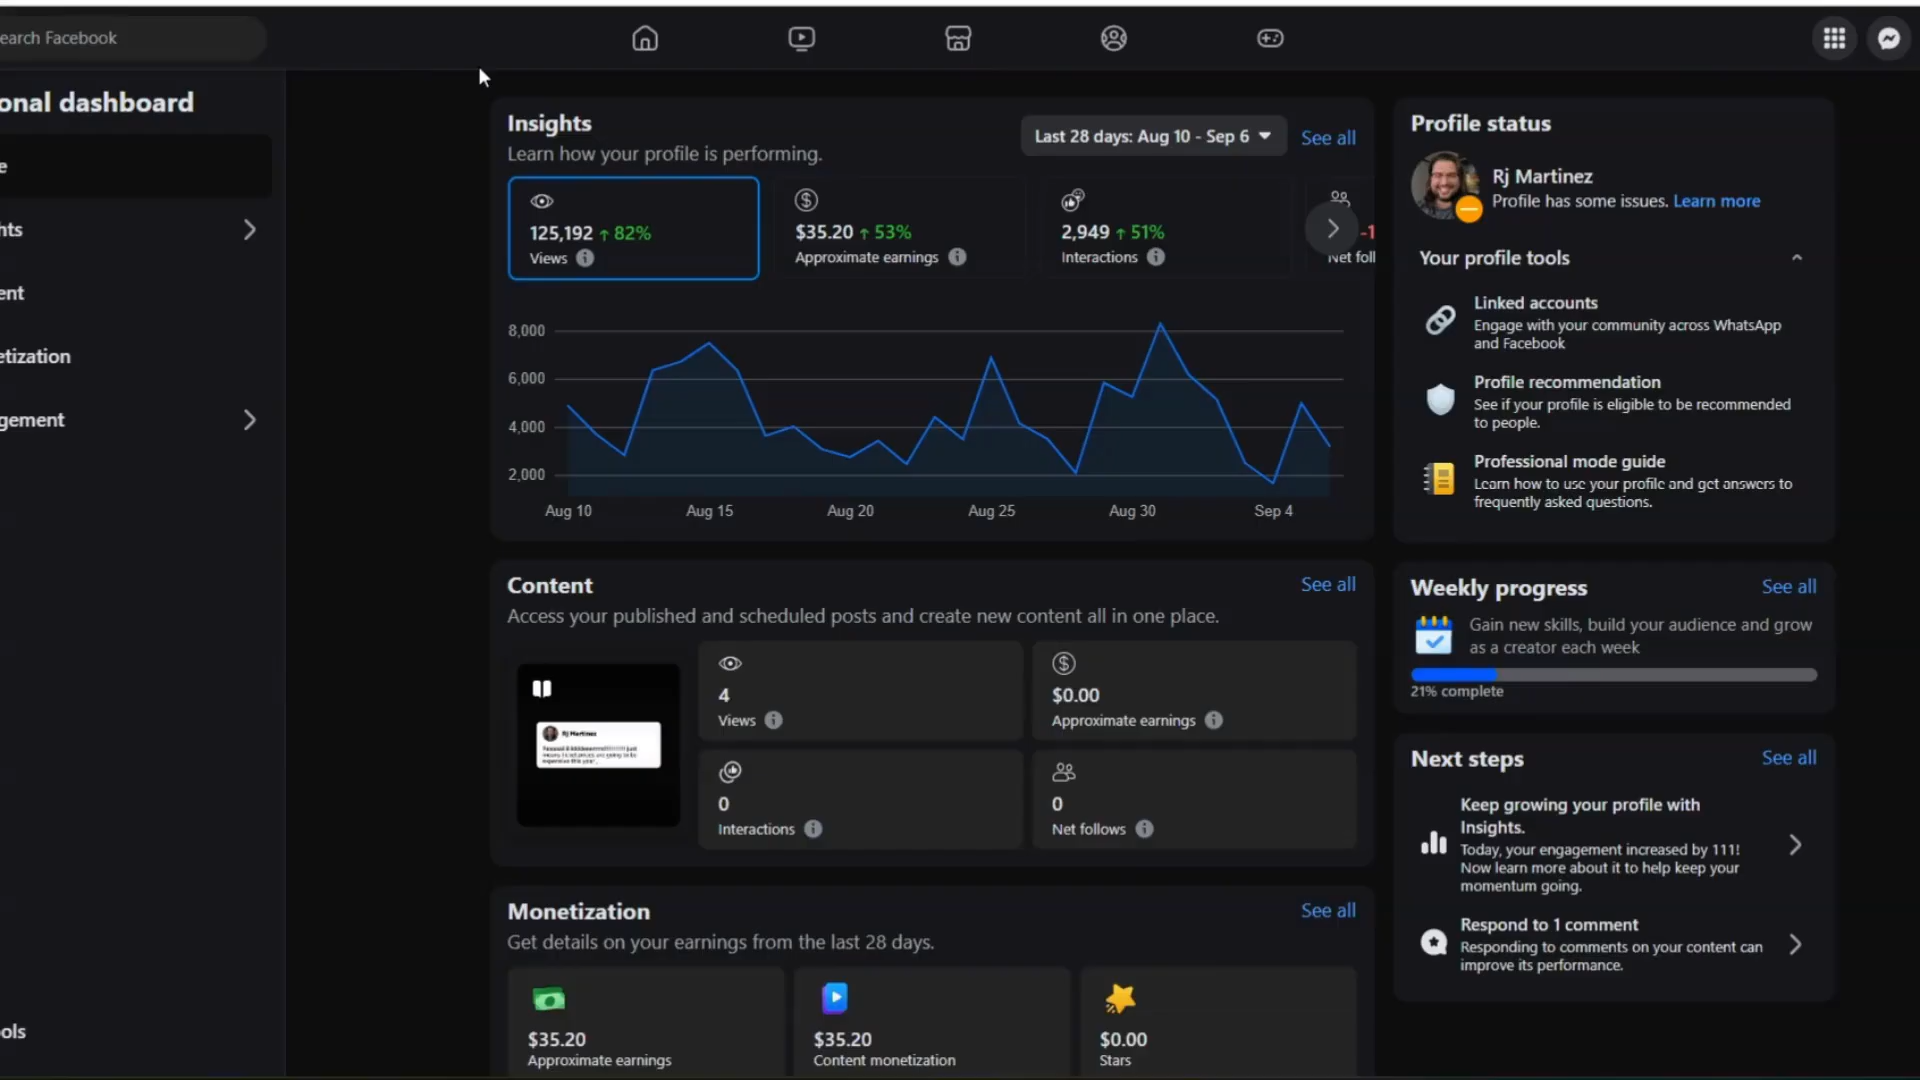 earch Facebook
onal dashboard
e
hts
ent
etization
gement
ols
Insights
Learn how your profile is performing.
Last 28 days: Aug 10 - Sep 6
See all
125,192 ↑ 82%
Views
$35.20 ↑ 53%
Approximate earnings
2,949 ↑ 51%
Interactions
-1
Net foll
8,000
6,000
4,000
2,000
Aug 10 Aug 15 Aug 20 Aug 25 Aug 30 Sep 4
Content
See all
Access your published and scheduled posts and create new content all in one place.
Rj Martinez
4
Views
$0.00
Approximate earnings
0
Interactions
0
Net follows
Monetization
See all
Get details on your earnings from the last 28 days.
$35.20
Approximate earnings
$35.20
Content monetization
$0.00
Stars
Profile status
Rj Martinez
Profile has some issues. Learn more
Your profile tools
Linked accounts
Engage with your community across WhatsApp
and Facebook
Profile recommendation
See if your profile is eligible to be recommended
to people.
Professional mode guide
Learn how to use your profile and get answers to
frequently asked questions.
Weekly progress
See all
Gain new skills, build your audience and grow
as a creator each week
21% complete
Next steps
See all
Keep growing your profile with
Insights.
Today, your engagement increased by 111!
Now learn more about it to help keep your
momentum going.
Respond to 1 comment
Responding to comments on your content can
improve its performance.